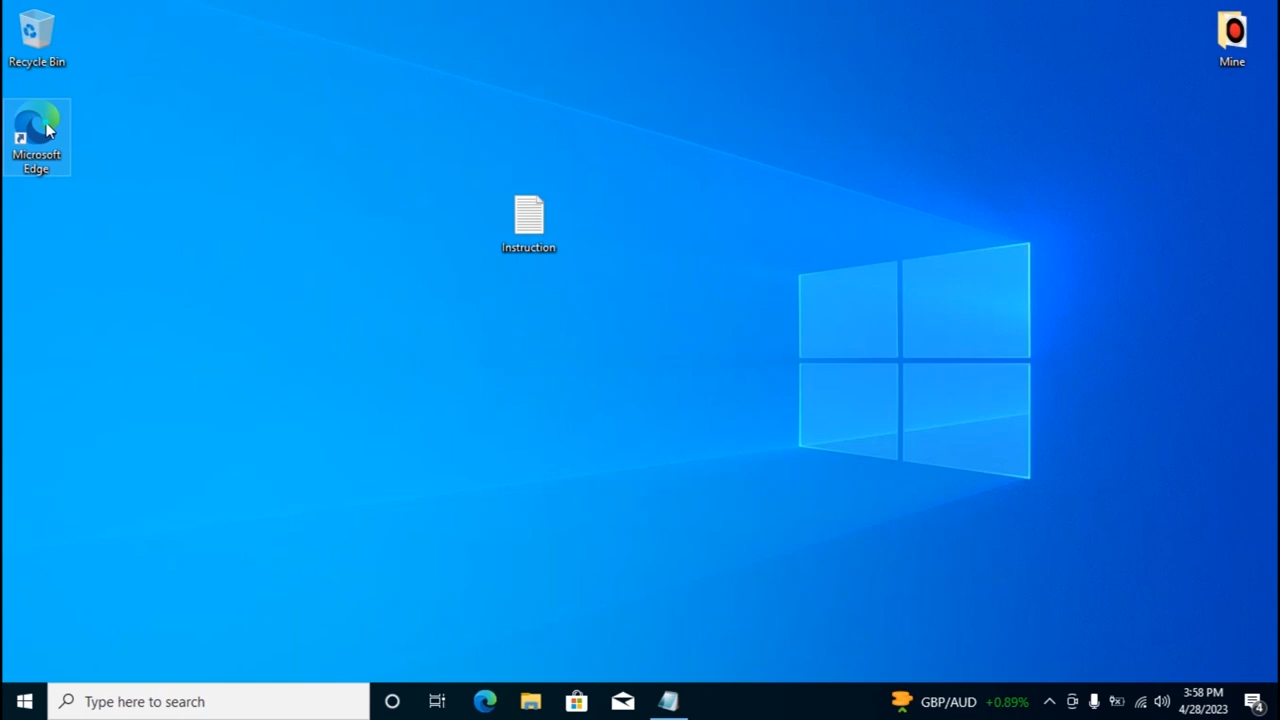 Recycle Bin
Mine
Microsoft
Edge
Instruction
Type here to search
GBP/AUD +0.89%
3:58 PM
4/28/2023
4